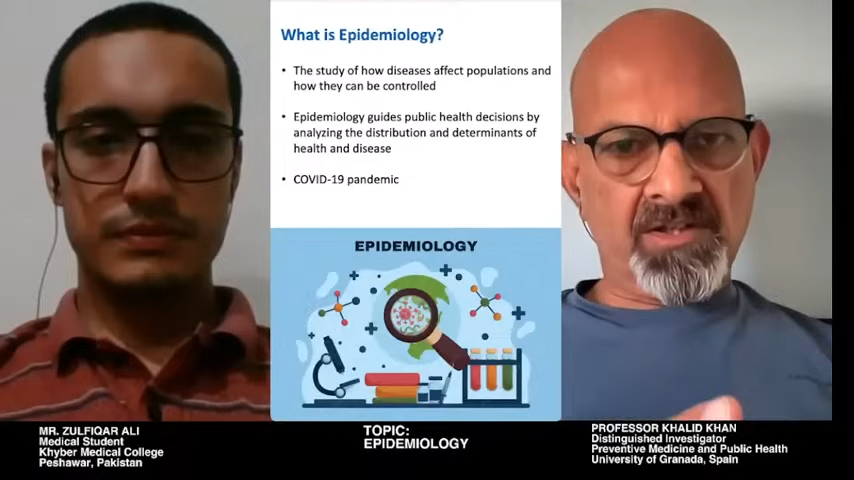 What is Epidemiology?
• The study of how diseases affect populations and
how they can be controlled
• Epidemiology guides public health decisions by
analyzing the distribution and determinants of
health and disease
• COVID-19 pandemic
EPIDEMIOLOGY
MR. ZULFIQAR ALI
Medical Student
Khyber Medical College
Peshawar, Pakistan
TOPIC:
EPIDEMIOLOGY
PROFESSOR KHALID KHAN
Distinguished Investigator
Preventive Medicine and Public Health
University of Granada, Spain